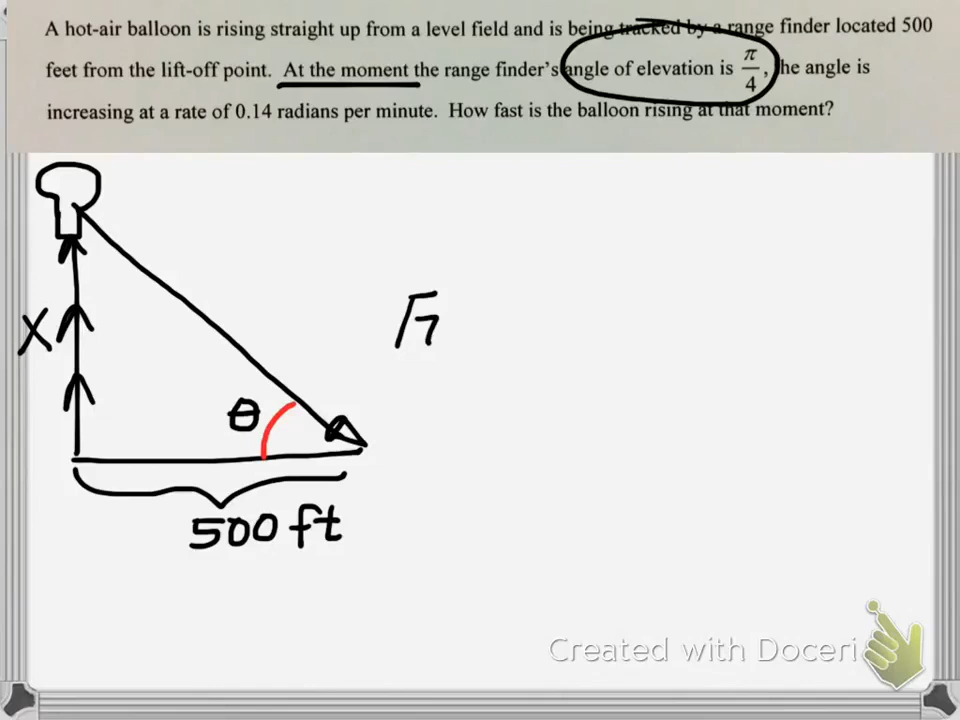 A hot-air balloon is rising straight up from a level field and is being tracked by a range finder located 500
feet from the lift-off point. At the moment the range finder's angle of elevation is π/4, the angle is
increasing at a rate of 0.14 radians per minute. How fast is the balloon rising at that moment?
X
θ
500 ft
Created with Doceri